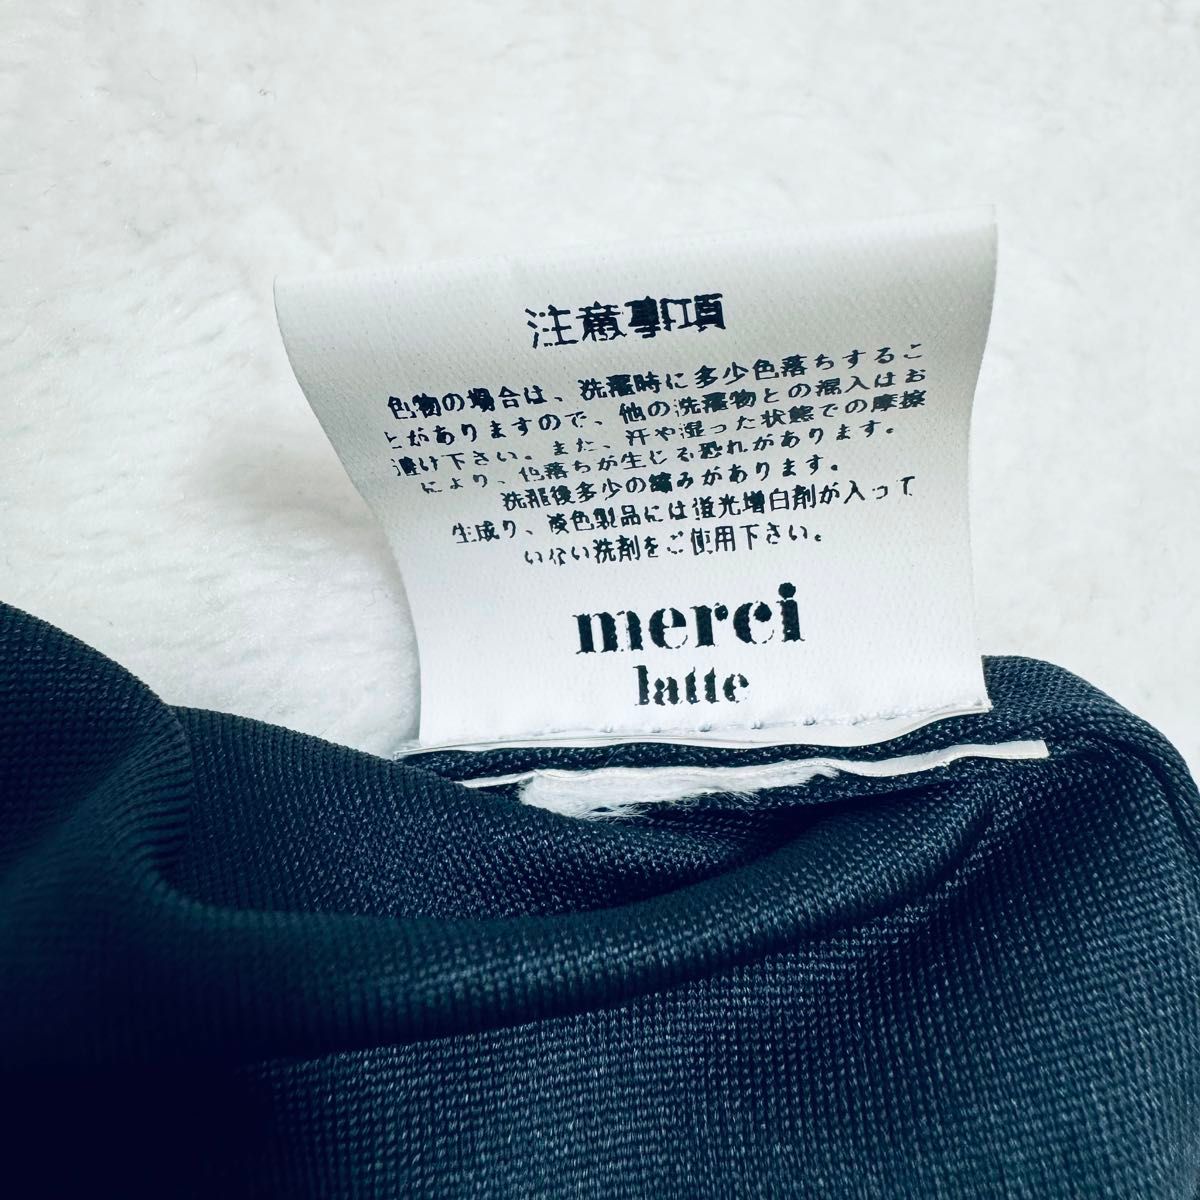 注意事項
色物の場合は、洗濯時に多少色落ちするこ
とがありますので、他の洗濯物との混入はお
避け下さい。また、汗や湿った状態での摩擦
により、色落ちが生じる恐れがあります。
洗濯後多少の縮みがあります。
生成り、淡色製品には蛍光増白剤が入って
いない洗剤をご使用下さい。
merci
latte